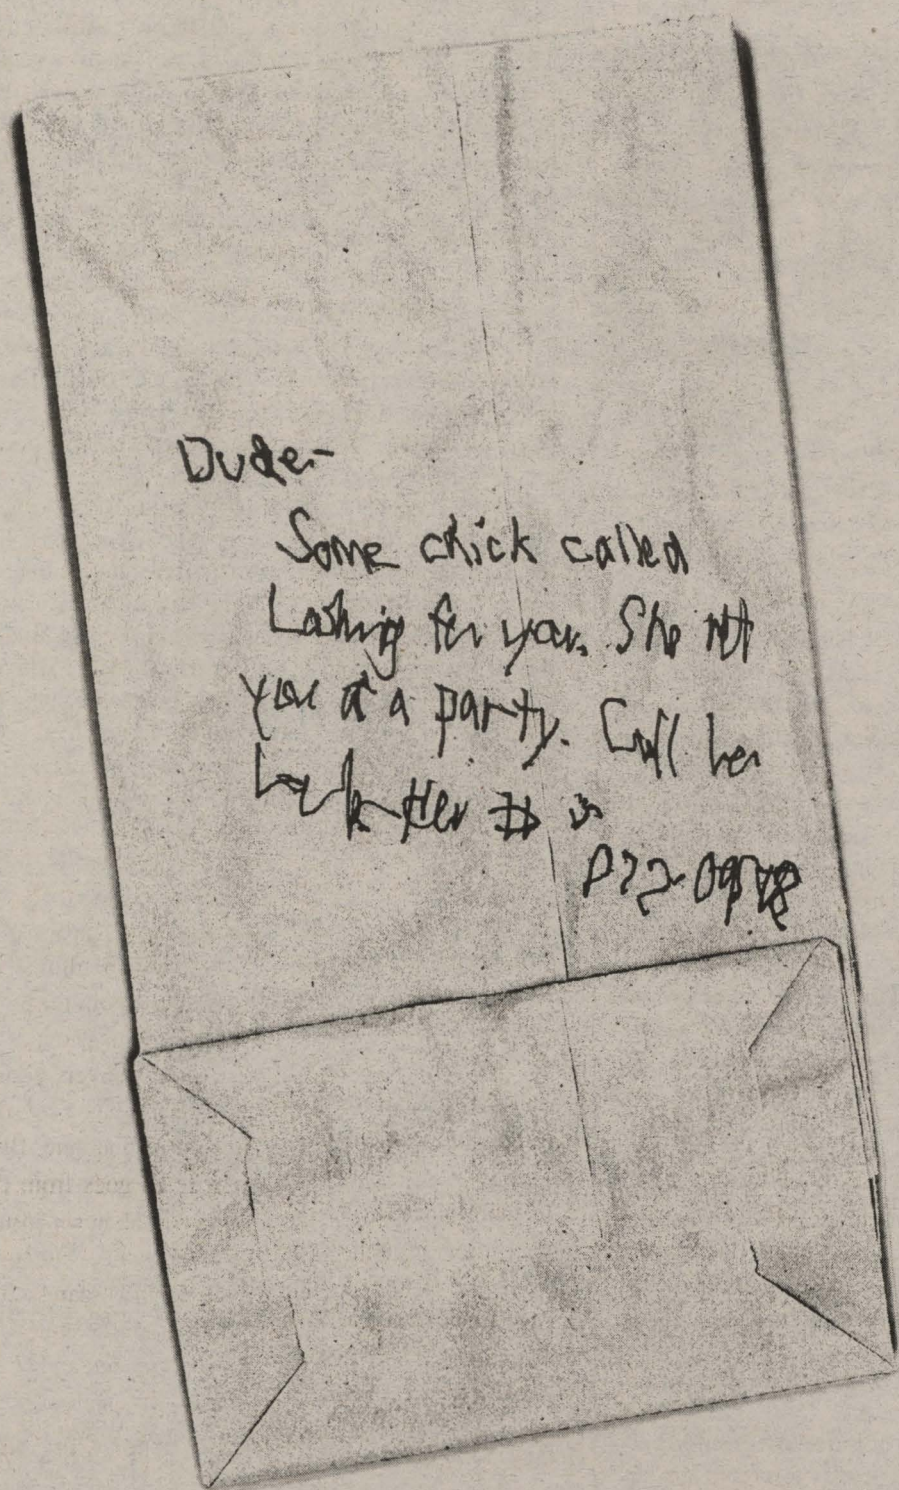 Dude-
Some chick called
Looking for you. She met
you at a party. Call her
back. Her # is